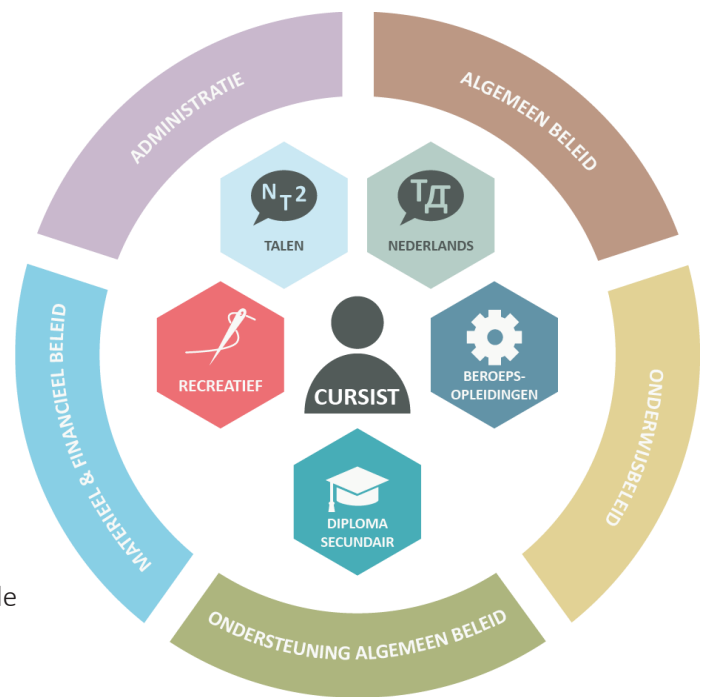 ADMINISTRATIE
ALGEMEEN BELEID
NT2
TALEN
ТД
NEDERLANDS
MATERIEEL & FINANCIEEL BELEID
RECREATIEF
CURSIST
BEROEPS-
OPLEIDINGEN
ONDERWIJSBELEID
DIPLOMA
SECUNDAIR
ONDERSTEUNING ALGEMEEN BELEID